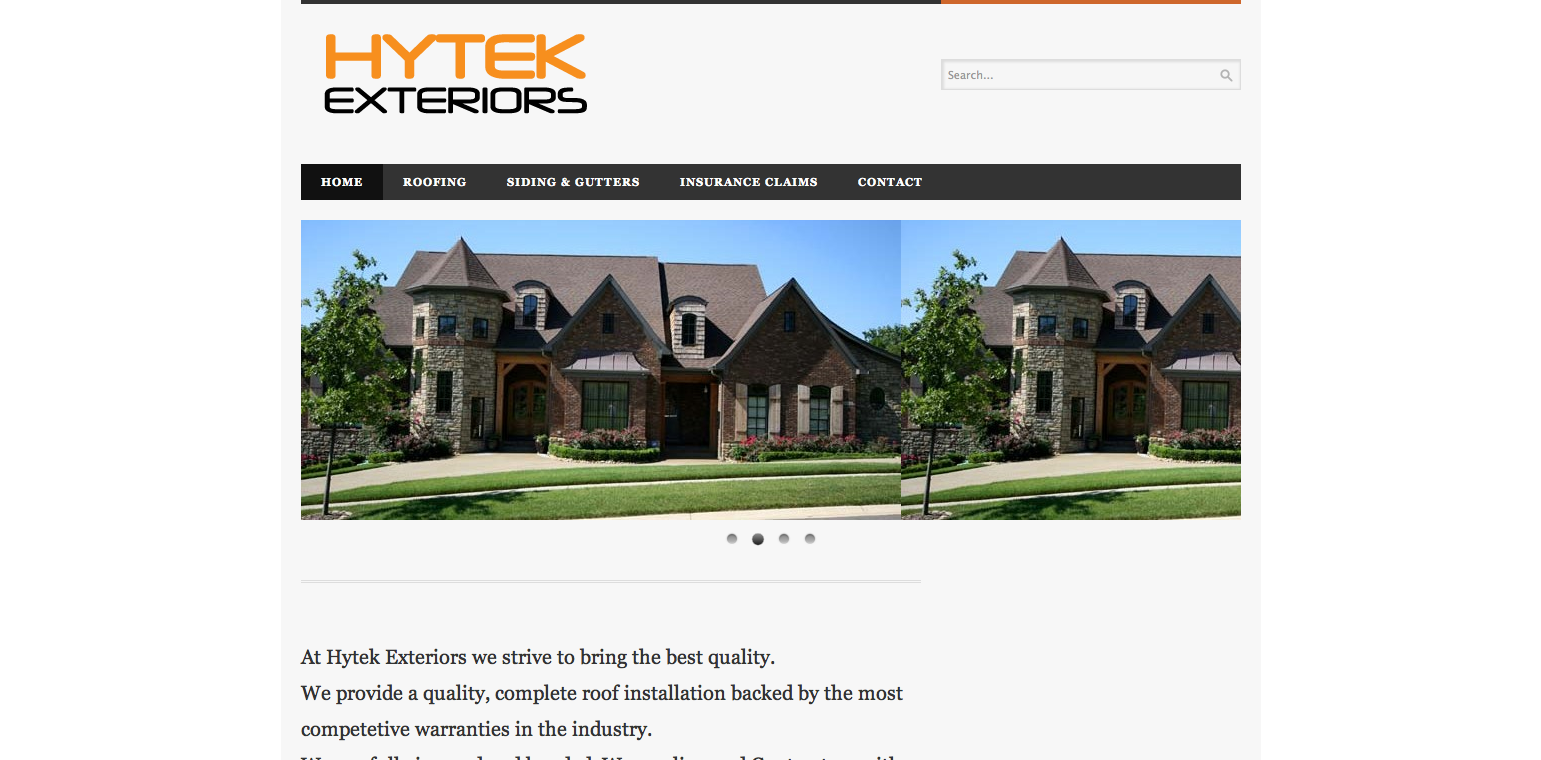 HYTEK
EXTERIORS
Search...
HOME ROOFING SIDING & GUTTERS INSURANCE CLAIMS CONTACT
At Hytek Exteriors we strive to bring the best quality.
We provide a quality, complete roof installation backed by the most
competetive warranties in the industry.